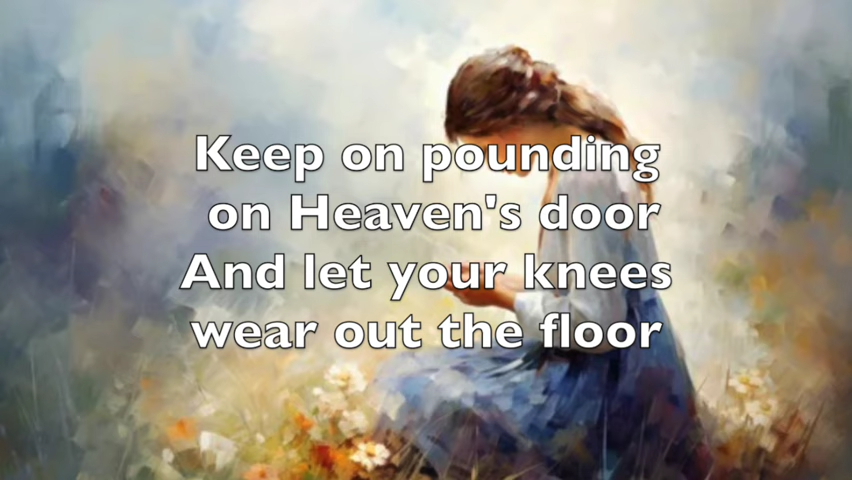 Keep on pounding
on Heaven's door
And let your knees
wear out the floor